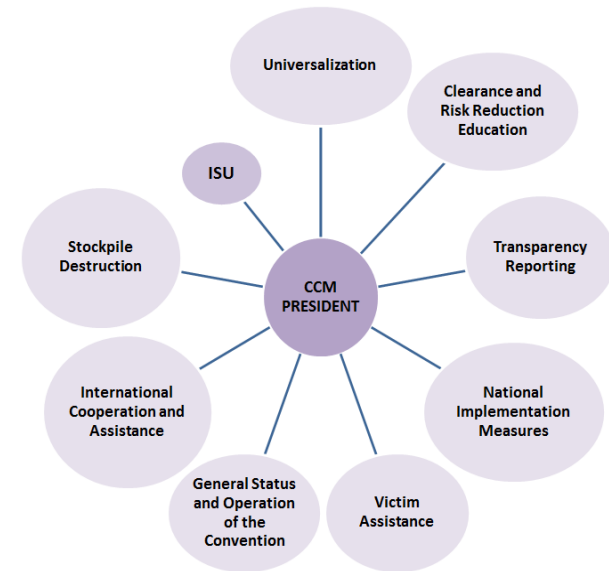 Universalization
Clearance and
Risk Reduction
Education
ISU
Stockpile
Destruction
Transparency
Reporting
CCM
PRESIDENT
International
Cooperation and
Assistance
National
Implementation
Measures
General Status
and Operation
of the
Convention
Victim
Assistance